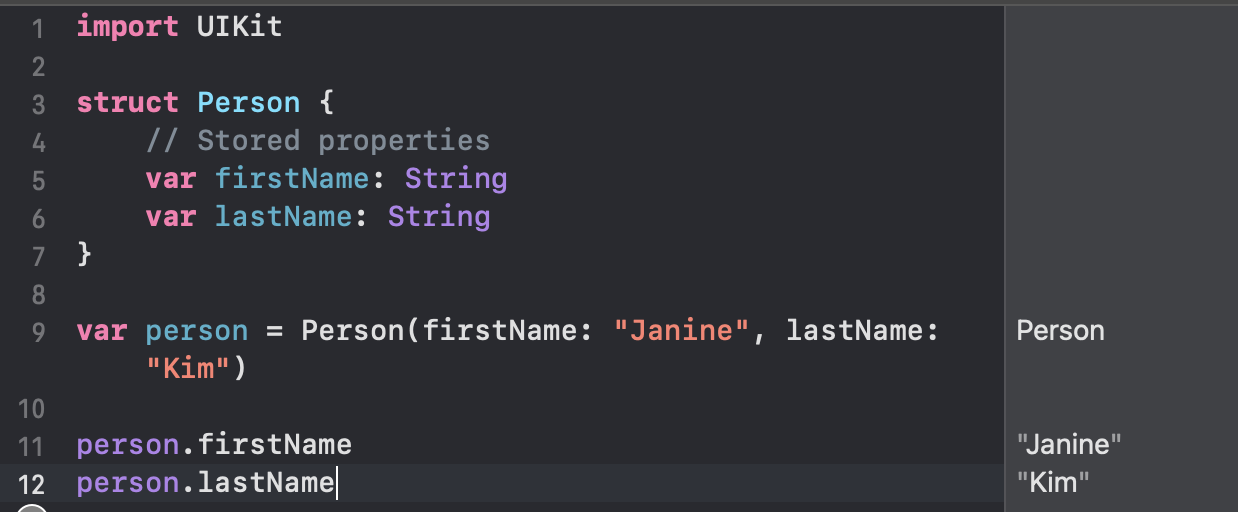 1 import UIKit
2
3 struct Person {
4     // Stored properties
5     var firstName: String
6     var lastName: String
7 }
8
9 var person = Person(firstName: "Janine", lastName: Person
    "Kim")
10
11 person.firstName "Janine"
12 person.lastName "Kim"